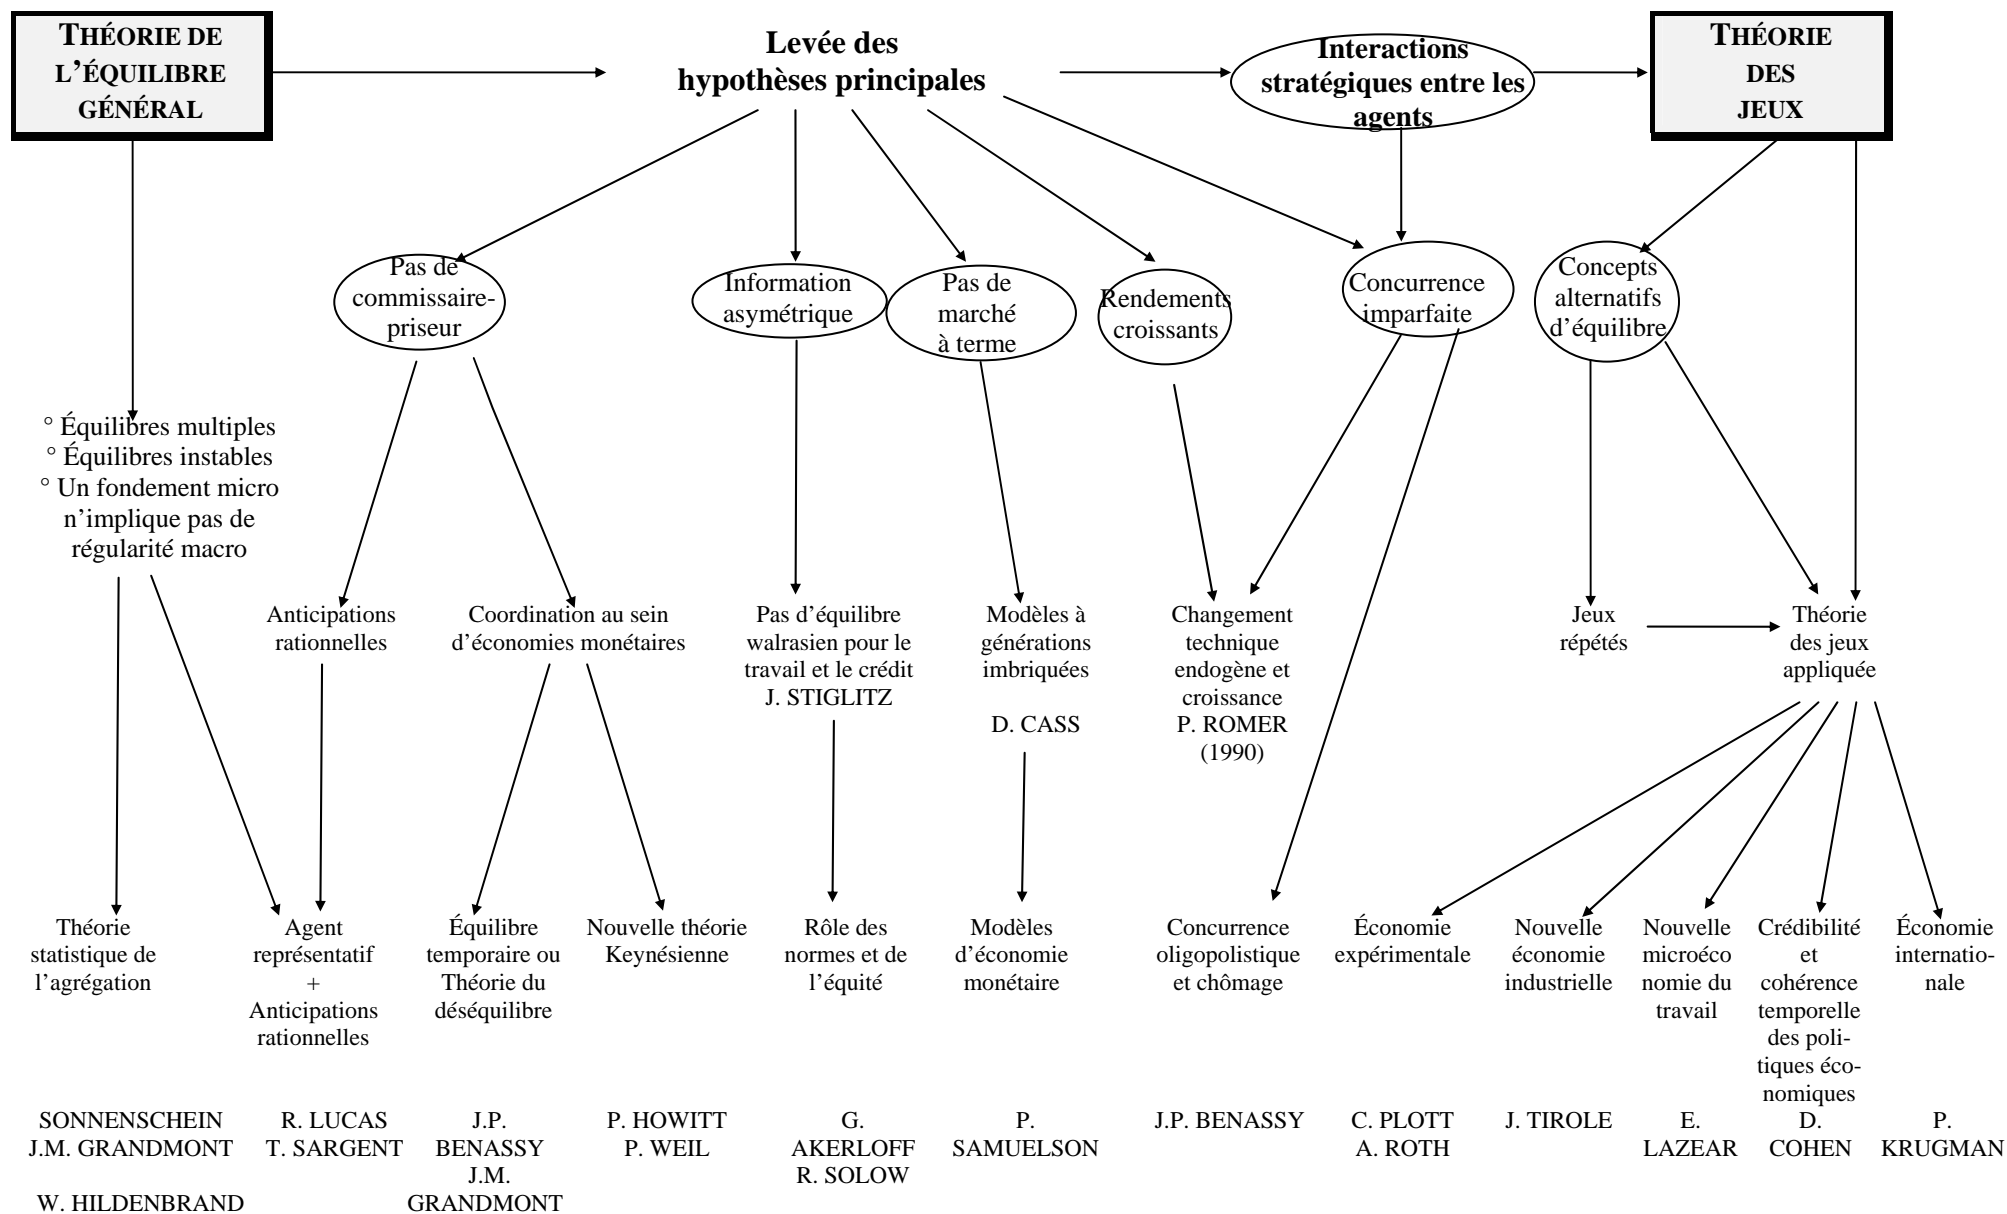 THÉORIE DE
L’ÉQUILIBRE
GÉNÉRAL
Levée des
hypothèses principales
Interactions
stratégiques entre les
agents
THÉORIE
DES
JEUX
Pas de
commissaire-
priseur
Information
asymétrique
Pas de
marché
à terme
Rendements
croissants
Concurrence
imparfaite
Concepts
alternatifs
d’équilibre
° Équilibres multiples
° Équilibres instables
° Un fondement micro
n’implique pas de
régularité macro
Anticipations
rationnelles
Coordination au sein
d’économies monétaires
Pas d’équilibre
walrasien pour le
travail et le crédit
J. STIGLITZ
Modèles à
générations
imbriquées
D. CASS
Changement
technique
endogène et
croissance
P. ROMER
(1990)
Jeux
répétés
Théorie
des jeux
appliquée
Théorie
statistique de
l’agrégation
Agent
représentatif
+
Anticipations
rationnelles
Équilibre
temporaire ou
Théorie du
déséquilibre
Nouvelle théorie
Keynésienne
Rôle des
normes et de
l’équité
Modèles
d’économie
monétaire
Concurrence
oligopolistique
et chômage
Économie
expérimentale
Nouvelle
économie
industrielle
Nouvelle
microéco
nomie du
travail
Crédibilité
et
cohérence
temporelle
des poli-
tiques éco-
nomiques
Économie
internatio-
nale
SONNENSCHEIN
J.M. GRANDMONT
W. HILDENBRAND
R. LUCAS
T. SARGENT
J.P.
BENASSY
J.M.
GRANDMONT
P. HOWITT
P. WEIL
G.
AKERLOFF
R. SOLOW
P.
SAMUELSON
J.P. BENASSY
C. PLOTT
A. ROTH
J. TIROLE
E.
LAZEAR
D.
COHEN
P.
KRUGMAN